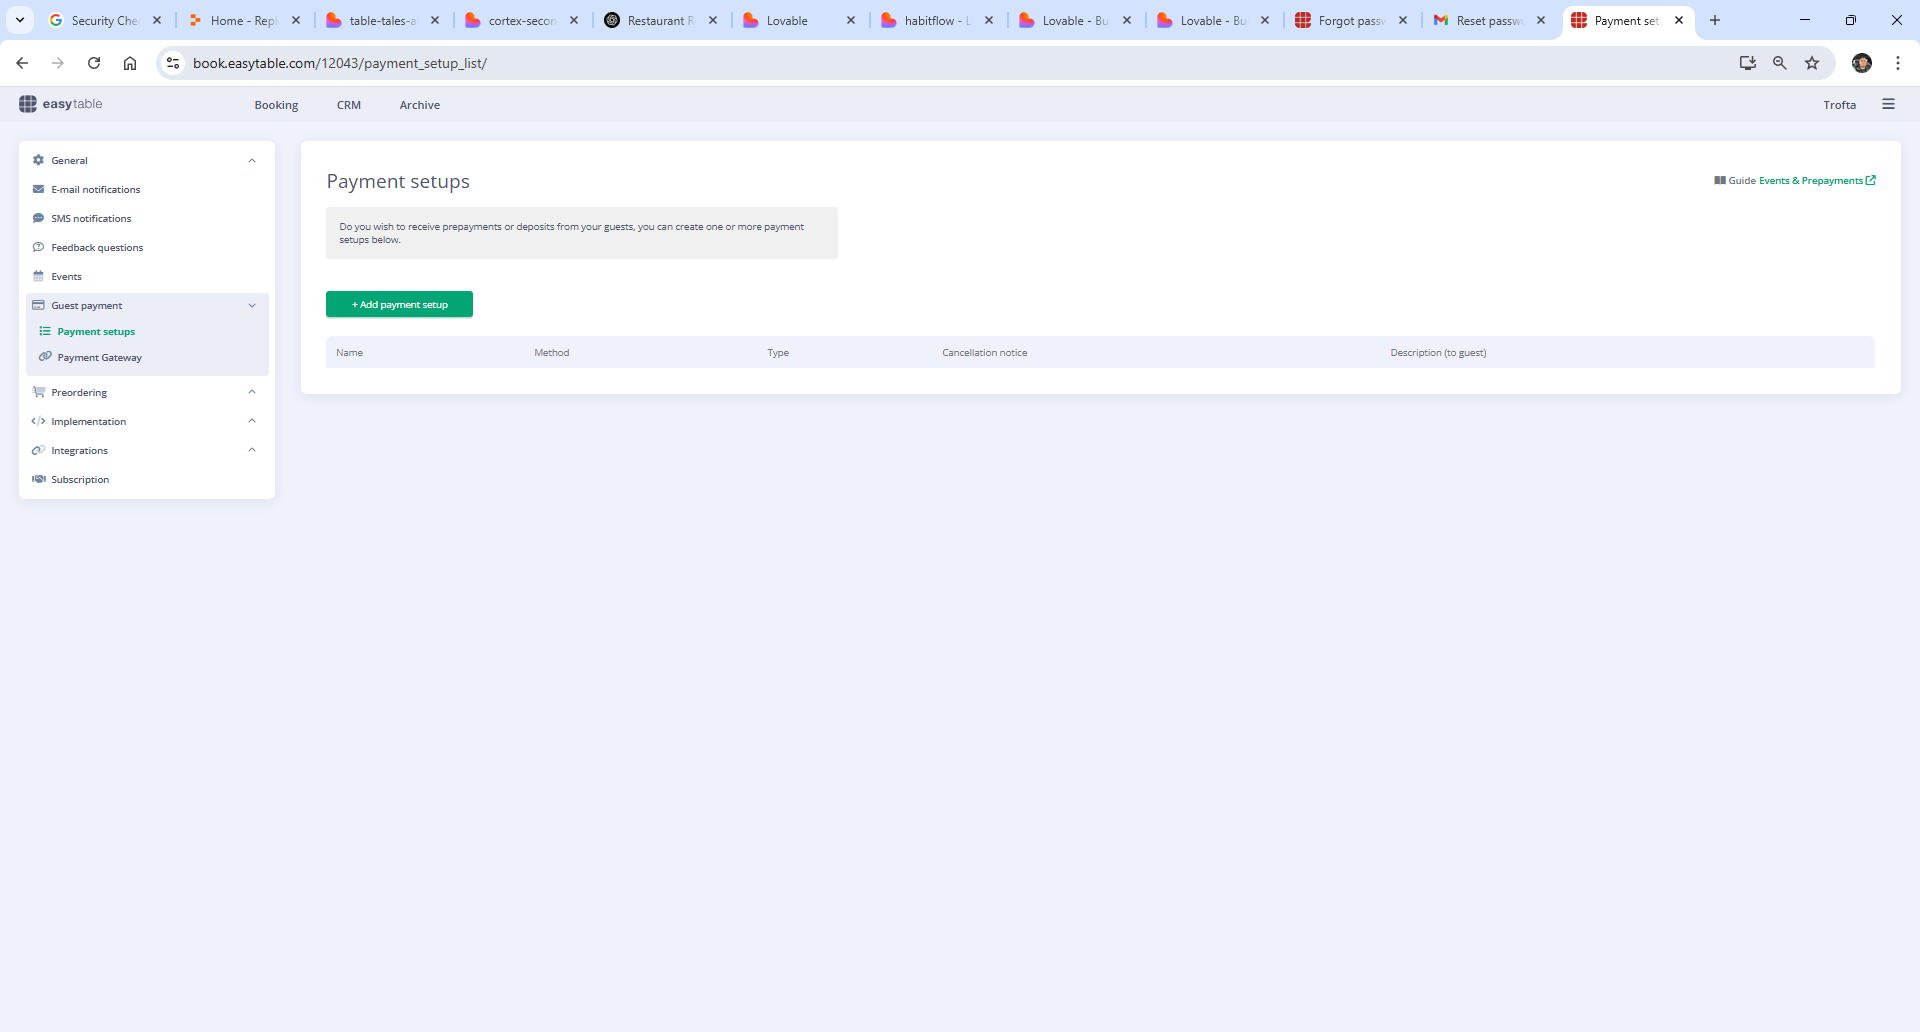 Security Che
Home - Repl
table-tales-a
cortex-secon
Restaurant R
Lovable
habitflow - L
Lovable - Bu
Lovable - Bu
Forgot passw
Reset passw
Payment set
book.easytable.com/12043/payment_setup_list/
easytable
Booking
CRM
Archive
Trofta
General
E-mail notifications
SMS notifications
Feedback questions
Events
Guest payment
Payment setups
Payment Gateway
Preordering
Implementation
Integrations
Subscription
Payment setups
Guide Events & Prepayments
Do you wish to receive prepayments or deposits from your guests, you can create one or more payment
setups below.
+ Add payment setup
Name Method Type Cancellation notice Description (to guest)